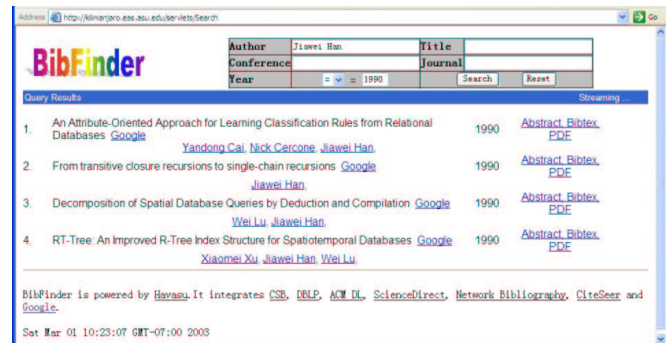 Address http://kilimanjaro.eas.asu.edu/servlets/Search Go
BibFinder
Author Jiawei Han Title
Conference Journal
Year = = 1990 Search Reset
Query Results Streaming ...
1. An Attribute-Oriented Approach for Learning Classification Rules from Relational
Databases Google 1990 Abstract, Bibtex,
PDF
Yandong Cai, Nick Cercone, Jiawei Han,
2. From transitive closure recursions to single-chain recursions Google 1990 Abstract, Bibtex,
PDF
Jiawei Han,
3. Decomposition of Spatial Database Queries by Deduction and Compilation Google 1990 Abstract, Bibtex,
PDF
Wei Lu, Jiawei Han,
4. RT-Tree: An Improved R-Tree Index Structure for Spatiotemporal Databases Google 1990 Abstract, Bibtex,
PDF
Xiaomei Xu, Jiawei Han, Wei Lu,
BibFinder is powered by Havasu. It integrates CSB, DBLP, ACM DL, ScienceDirect, Network Bibliography, CiteSeer and
Google.
Sat Mar 01 10:23:07 GMT-07:00 2003